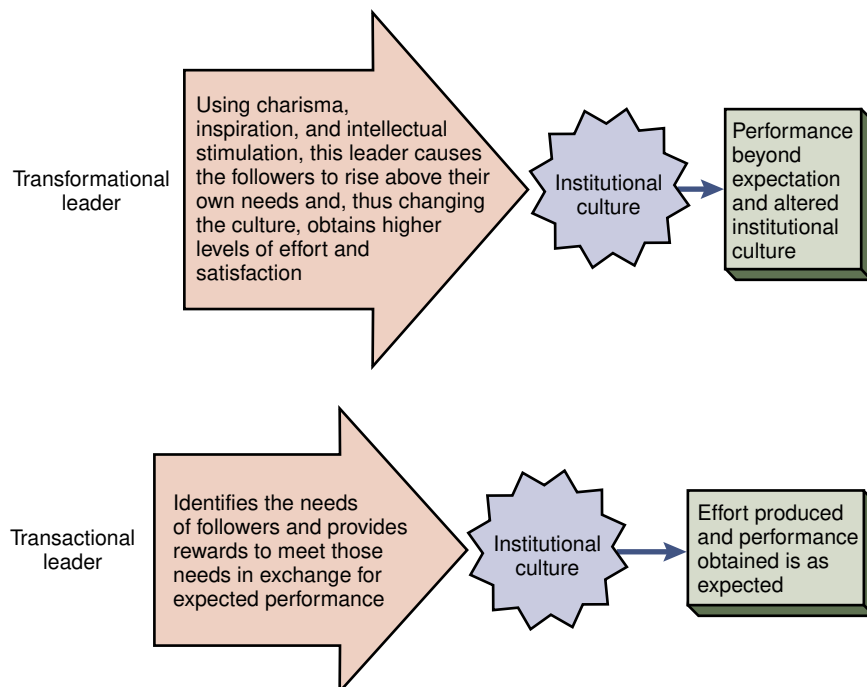 Transformational
leader
Using charisma,
inspiration, and intellectual
stimulation, this leader causes
the followers to rise above their
own needs and, thus changing
the culture, obtains higher
levels of effort and
satisfaction
Institutional
culture
Performance
beyond
expectation
and altered
institutional
culture
Transactional
leader
Identifies the needs
of followers and provides
rewards to meet those
needs in exchange for
expected performance
Institutional
culture
Effort produced
and performance
obtained is as
expected